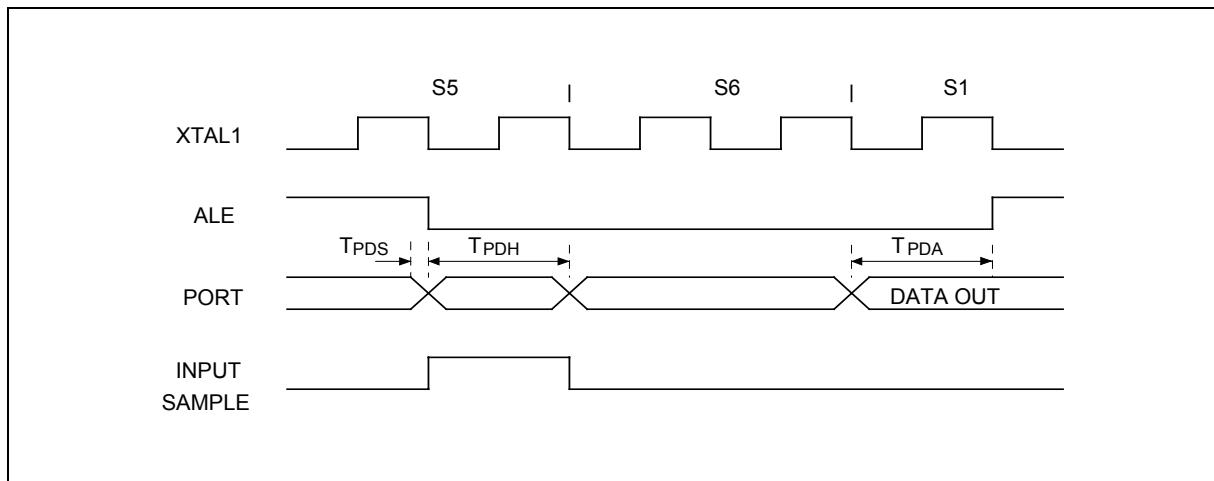 S5 | S6 | S1
XTAL1
ALE
TPDS TPDH TPDA
PORT DATA OUT
INPUT
SAMPLE